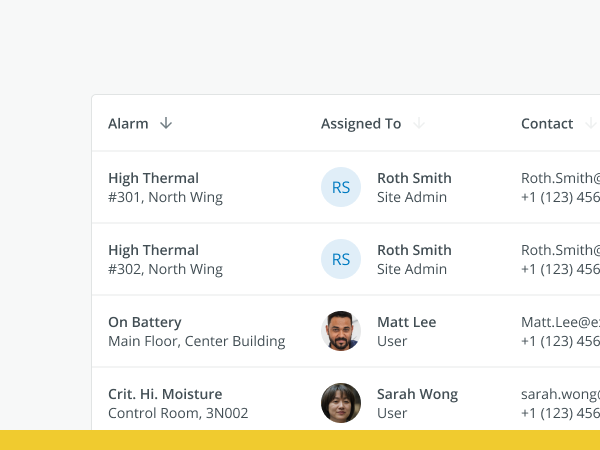 Alarm Assigned To Contact
High Thermal
#301, North Wing
RS
Roth Smith
Site Admin
Roth.Smith@
+1 (123) 456
High Thermal
#302, North Wing
RS
Roth Smith
Site Admin
Roth.Smith@
+1 (123) 456
On Battery
Main Floor, Center Building
Matt Lee
User
Matt.Lee@e
+1 (123) 456
Crit. Hi. Moisture
Control Room, 3N002
Sarah Wong
User
sarah.wong@
+1 (123) 456